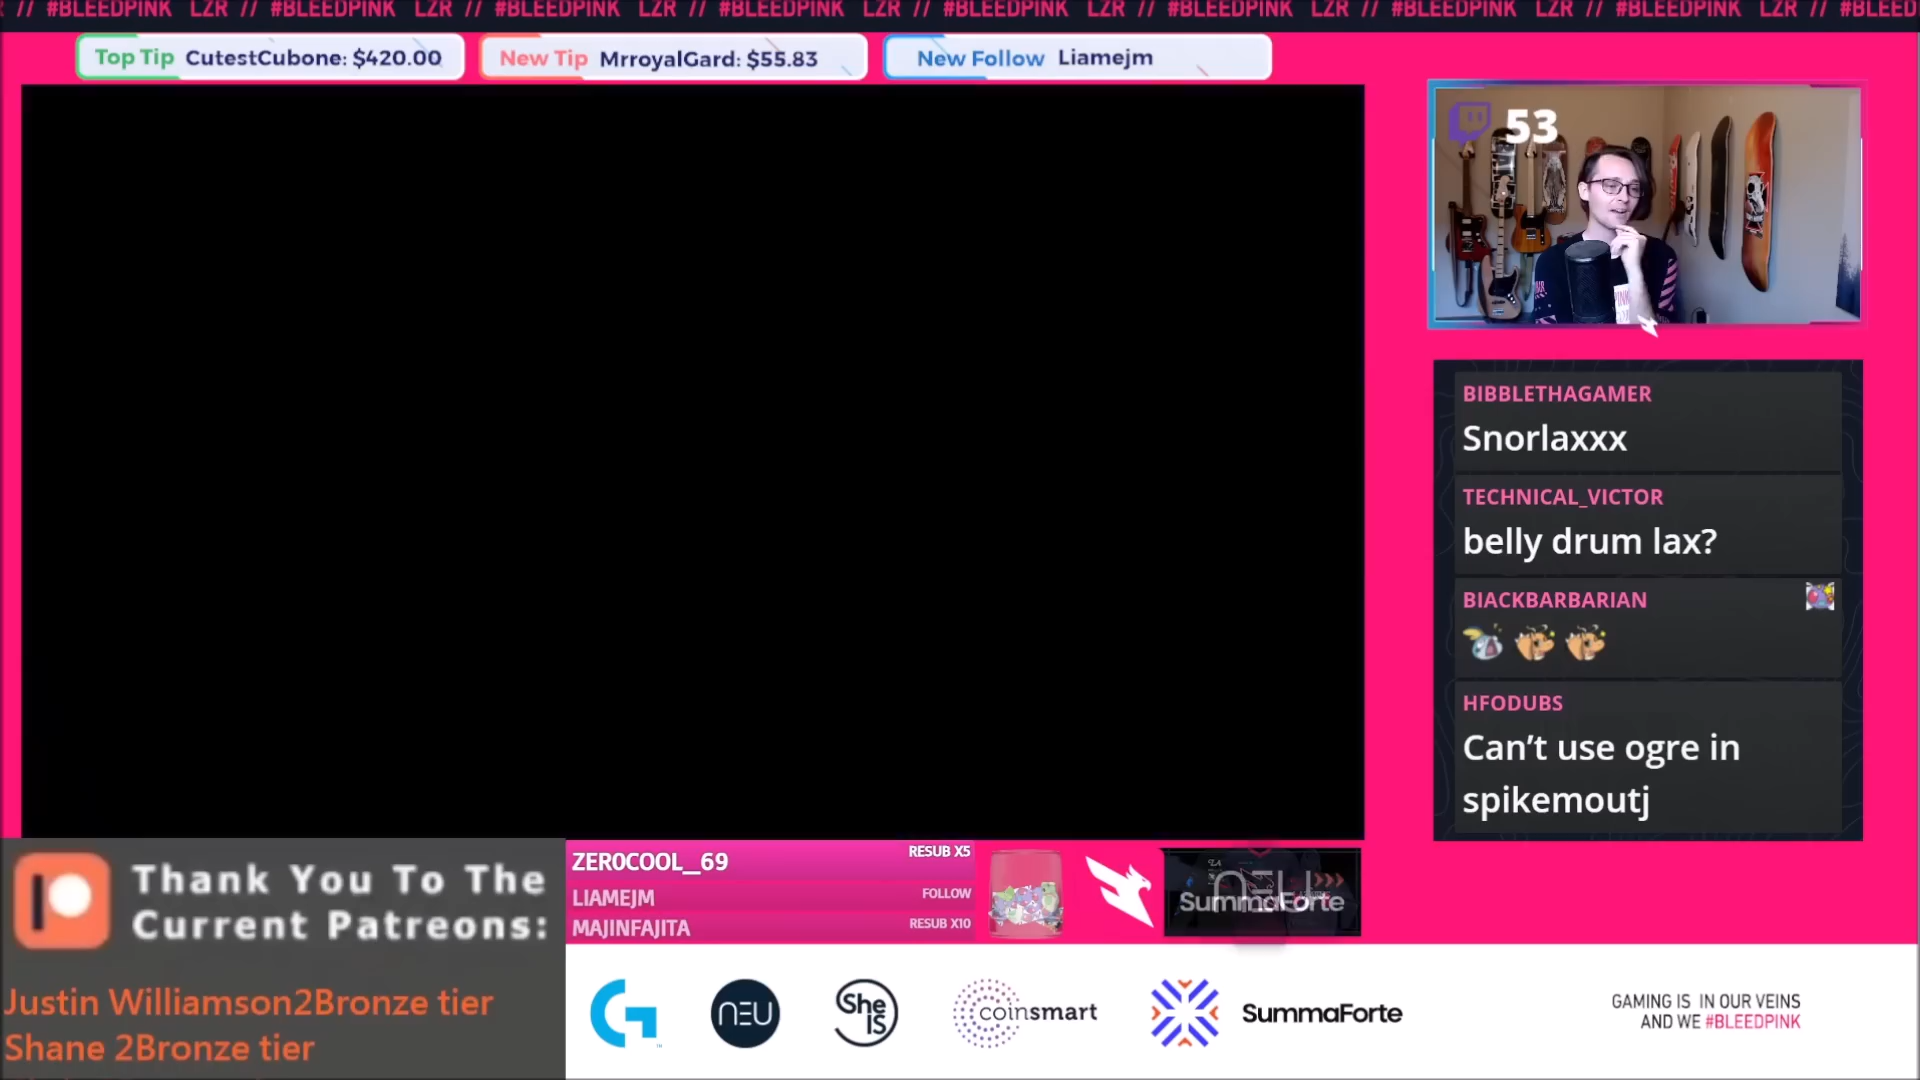 // #BLEEDPINK LZR // #BLEEDPINK LZR // #BLEEDPINK LZR // #BLEEDPINK LZR // #BLEEDPINK LZR // #BLEEDPINK LZR // #BLEEDPINK LZR // #BLEEDPINK LZR // #BLEED
Top Tip CutestCubone: $420.00
New Tip MrroyalGard: $55.83
New Follow Liamejm
53
BIBBLETHAGAMER
Snorlaxxx
TECHNICAL_VICTOR
belly drum lax?
BIACKBARBARIAN
HFODUBS
Can't use ogre in
spikemoutj
Thank You To The
Current Patreons:
Justin Williamson2Bronze tier
Shane 2Bronze tier
ZER0COOL_69 RESUB X5
LIAMEJM FOLLOW
MAJINFAJITA RESUB X10
NEU
SummaForte
G
NEU
She
IS
coinsmart
SummaForte
GAMING IS IN OUR VEINS
AND WE #BLEEDPINK